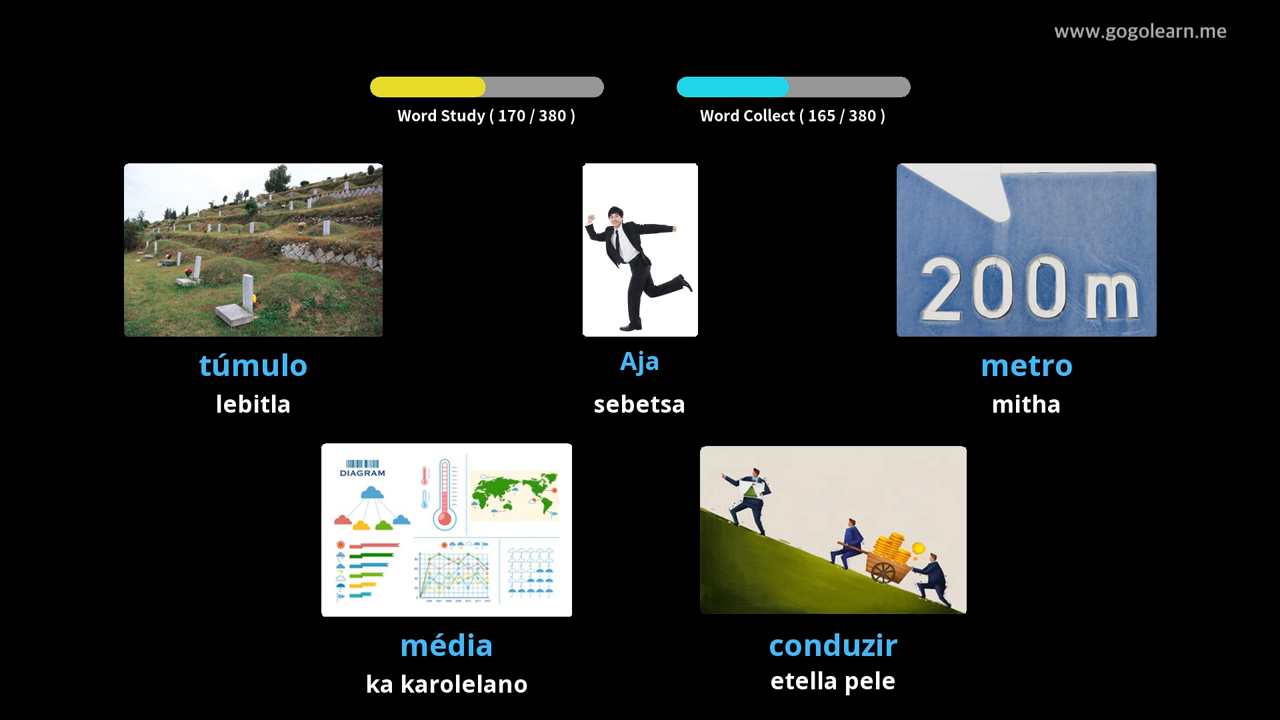 www.gogolearn.me
Word Study ( 170 / 380 )
Word Collect ( 165 / 380 )
200m
túmulo
lebitla
Aja
sebetsa
metro
mitha
DIAGRAM
média
ka karolelano
conduzir
etella pele